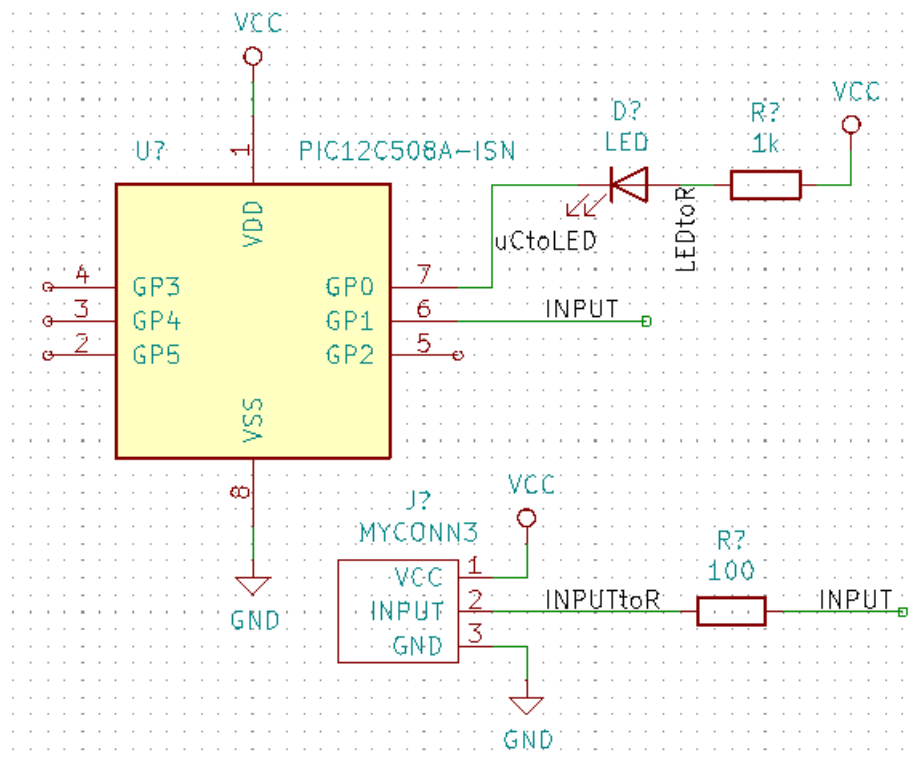 VCC
D?
LED
R?
1k
VCC
U?
1
PIC12C508A-ISN
VDD
uCtoLED
LEDtoR
4
GP3
GP0
7
3
GP4
GP1
6
INPUT
2
GP5
GP2
5
VSS
8
GND
J?
MYCONN3
VCC
VCC
1
INPUT
2
GND
3
INPUTtoR
R?
100
INPUT
GND